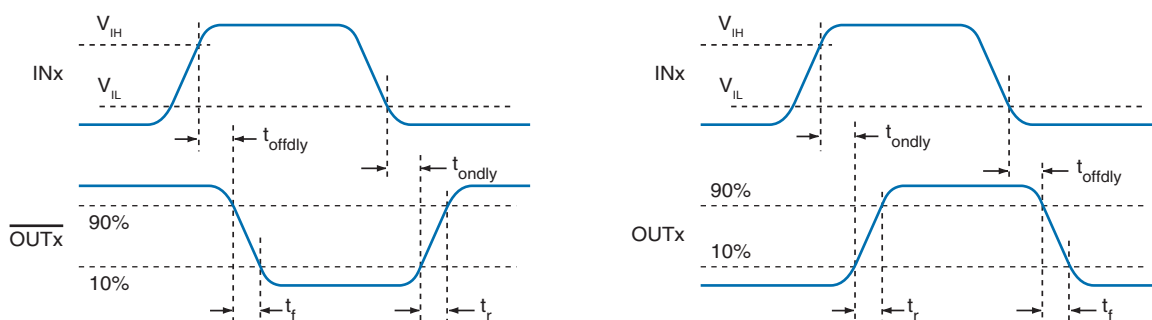 V_IH
INx
V_IL
t_offdly
t_ondly
90%
OUTx
10%
t_f
t_r
V_IH
INx
V_IL
t_ondly
t_offdly
90%
OUTx
10%
t_r
t_f